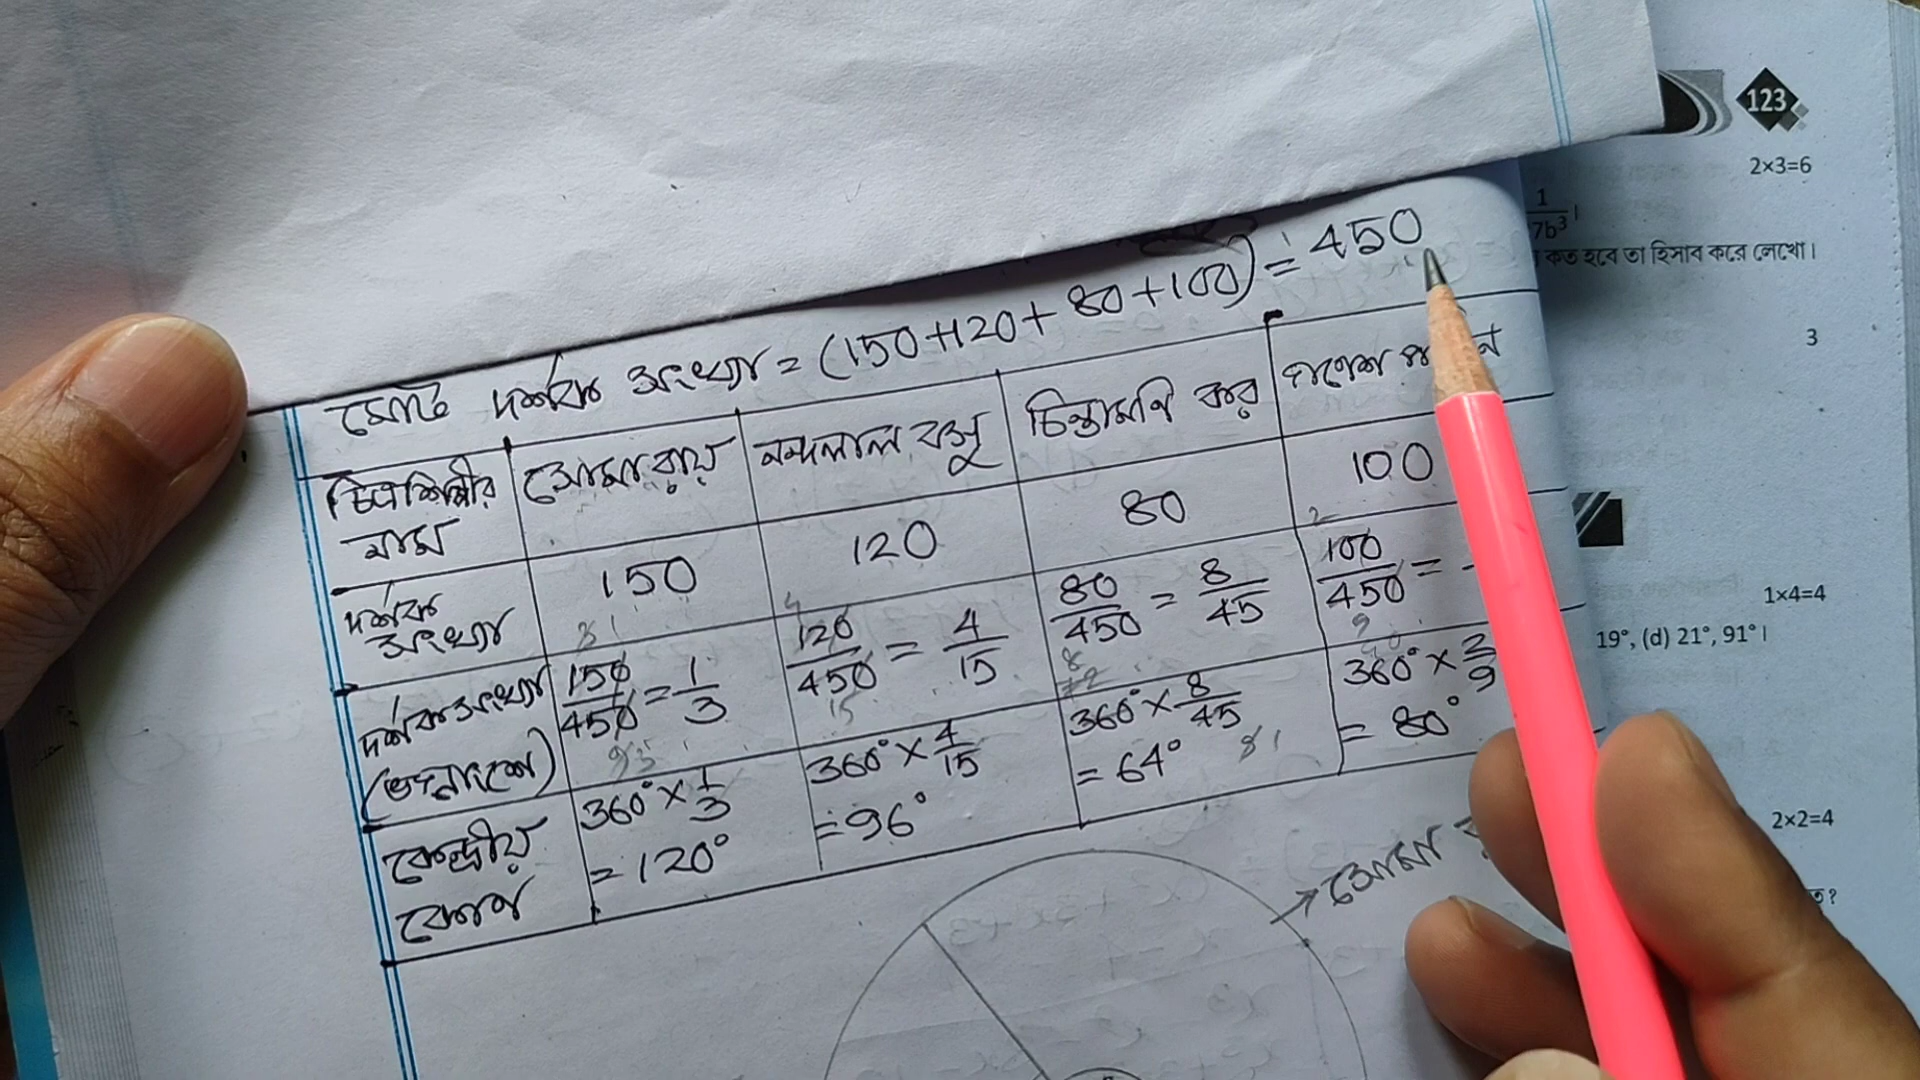 123
2×3=6
1
7b³ ।
কত হবে তা হিসাব করে লেখো।
3
মোট দর্শক সংখ্যা = (150+120+ 80+100) = 450
চিত্রশিল্পীর নাম সোমা রায় নন্দলাল বসু চিন্তামণি কর গণেশ
দর্শক সংখ্যা 150 120 80 100
দর্শক সংখ্যা (ভগ্নাংশে) 150/450 = 1/3 120/450 = 4/15 80/450 = 8/45 100/450 =
কেন্দ্রীয় কোণ 360° × 1/3 = 120° 360° × 4/15 = 96° 360° × 8/45 = 64° 360° × 2/9 = 80°
সোমা
1×4=4
19°, (d) 21°, 91°।
2×2=4